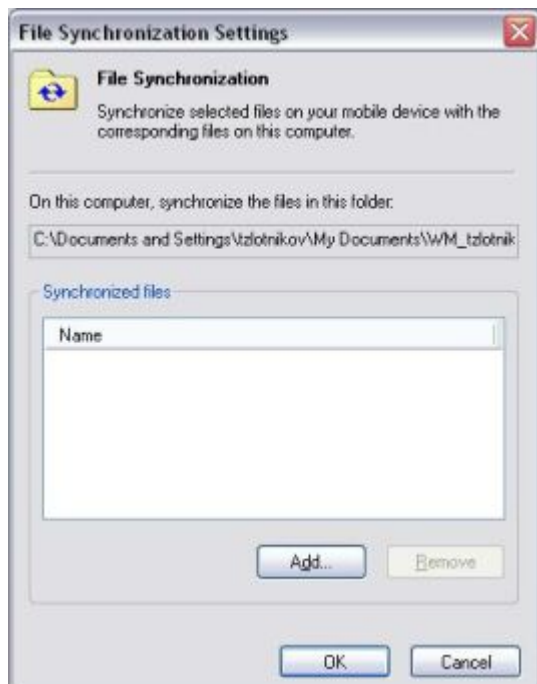 File Synchronization Settings
File Synchronization
Synchronize selected files on your mobile device with the
corresponding files on this computer.
On this computer, synchronize the files in this folder:
C:\Documents and Settings\tzlotnikov\My Documents\WM_tzlotnik
Synchronized files
Name
Add...
Remove
OK
Cancel